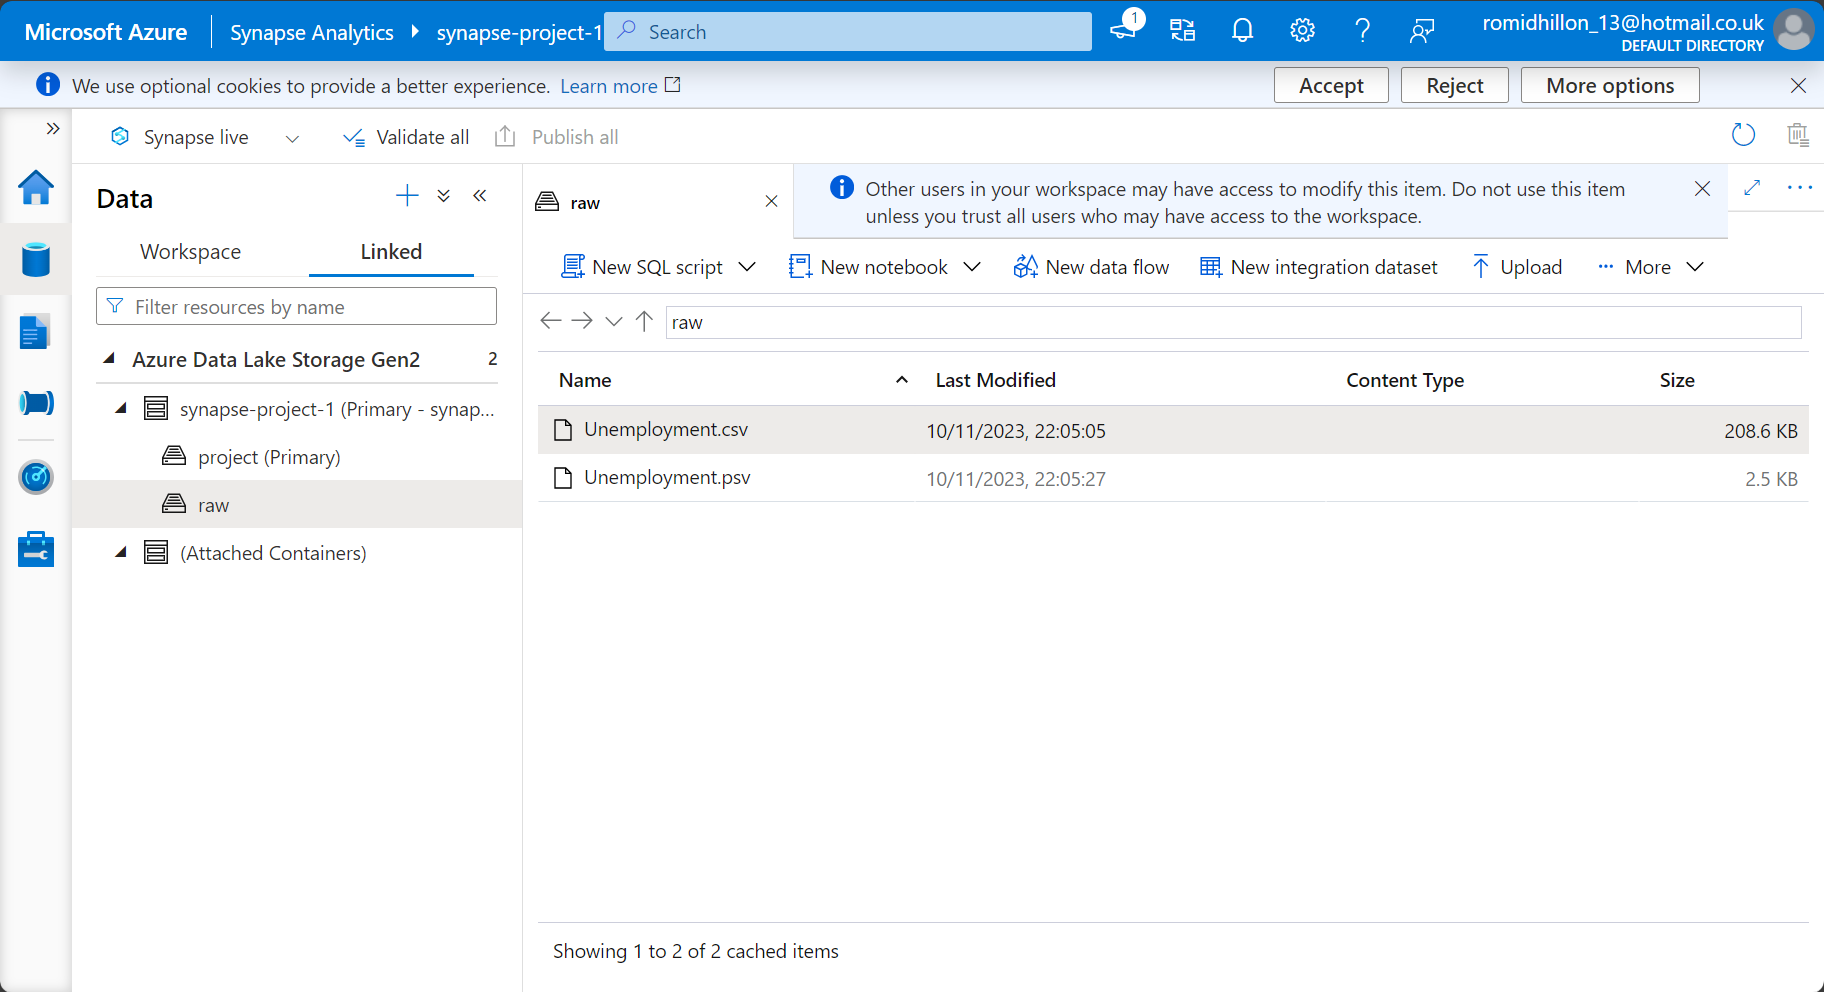 Microsoft Azure
Synapse Analytics
synapse-project-1
Search
1
romidhillon_13@hotmail.co.uk
DEFAULT DIRECTORY
We use optional cookies to provide a better experience. Learn more
Accept
Reject
More options
Synapse live
Validate all
Publish all
Data
Workspace
Linked
Filter resources by name
Azure Data Lake Storage Gen2 2
synapse-project-1 (Primary - synap...
project (Primary)
raw
(Attached Containers)
raw
Other users in your workspace may have access to modify this item. Do not use this item
unless you trust all users who may have access to the workspace.
New SQL script
New notebook
New data flow
New integration dataset
Upload
More
raw
Name Last Modified Content Type Size
Unemployment.csv 10/11/2023, 22:05:05 208.6 KB
Unemployment.psv 10/11/2023, 22:05:27 2.5 KB
Showing 1 to 2 of 2 cached items